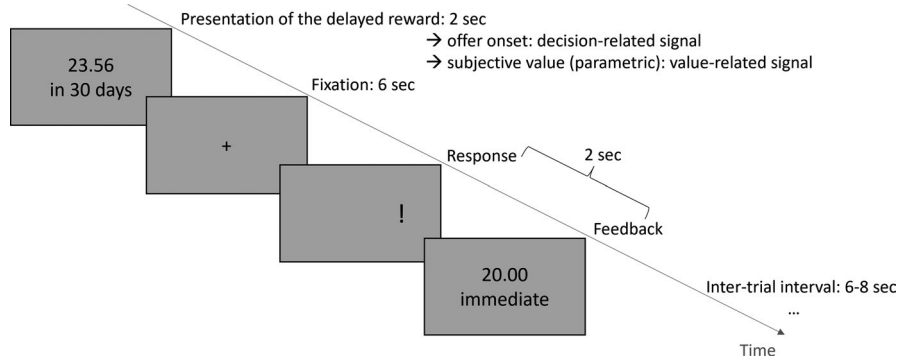 Presentation of the delayed reward: 2 sec
→ offer onset: decision-related signal
→ subjective value (parametric): value-related signal
23.56
in 30 days
Fixation: 6 sec
+
Response
2 sec
!
Feedback
20.00
immediate
Inter-trial interval: 6-8 sec
...
Time